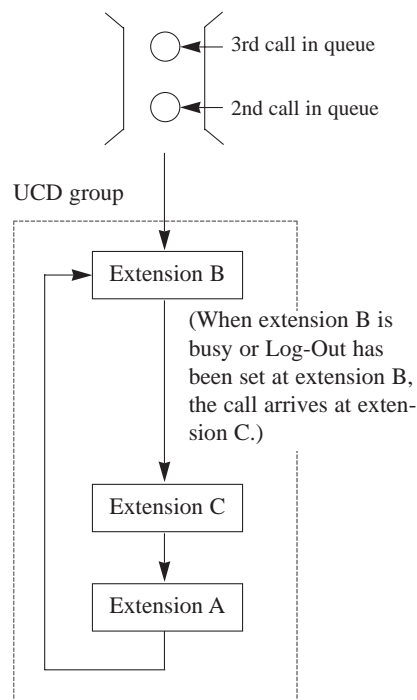 3rd call in queue
2nd call in queue
UCD group
Extension B
(When extension B is
busy or Log-Out has
been set at extension B,
the call arrives at exten-
sion C.)
Extension C
Extension A